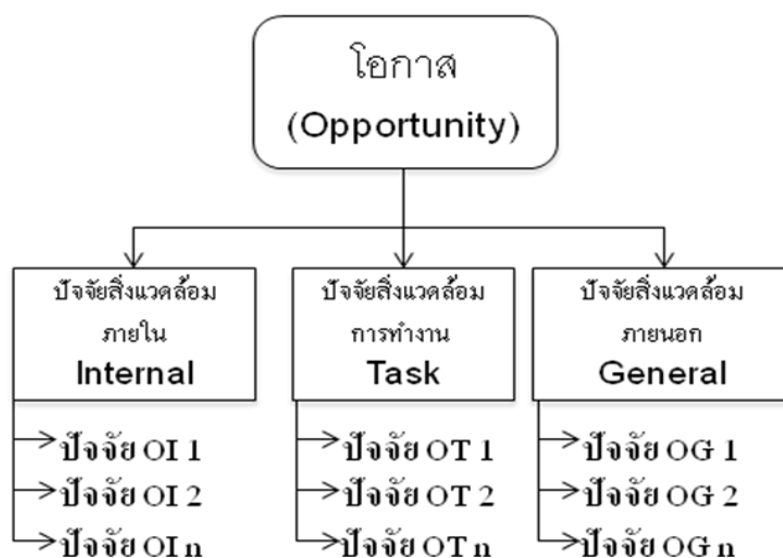 โอกาส
(Opportunity)
ปัจจัยสิ่งแวดล้อม
ภายใน
Internal
ปัจจัย OI 1
ปัจจัย OI 2
ปัจจัย OI n
ปัจจัยสิ่งแวดล้อม
การทำงาน
Task
ปัจจัย OT 1
ปัจจัย OT 2
ปัจจัย OT n
ปัจจัยสิ่งแวดล้อม
ภายนอก
General
ปัจจัย OG 1
ปัจจัย OG 2
ปัจจัย OG n